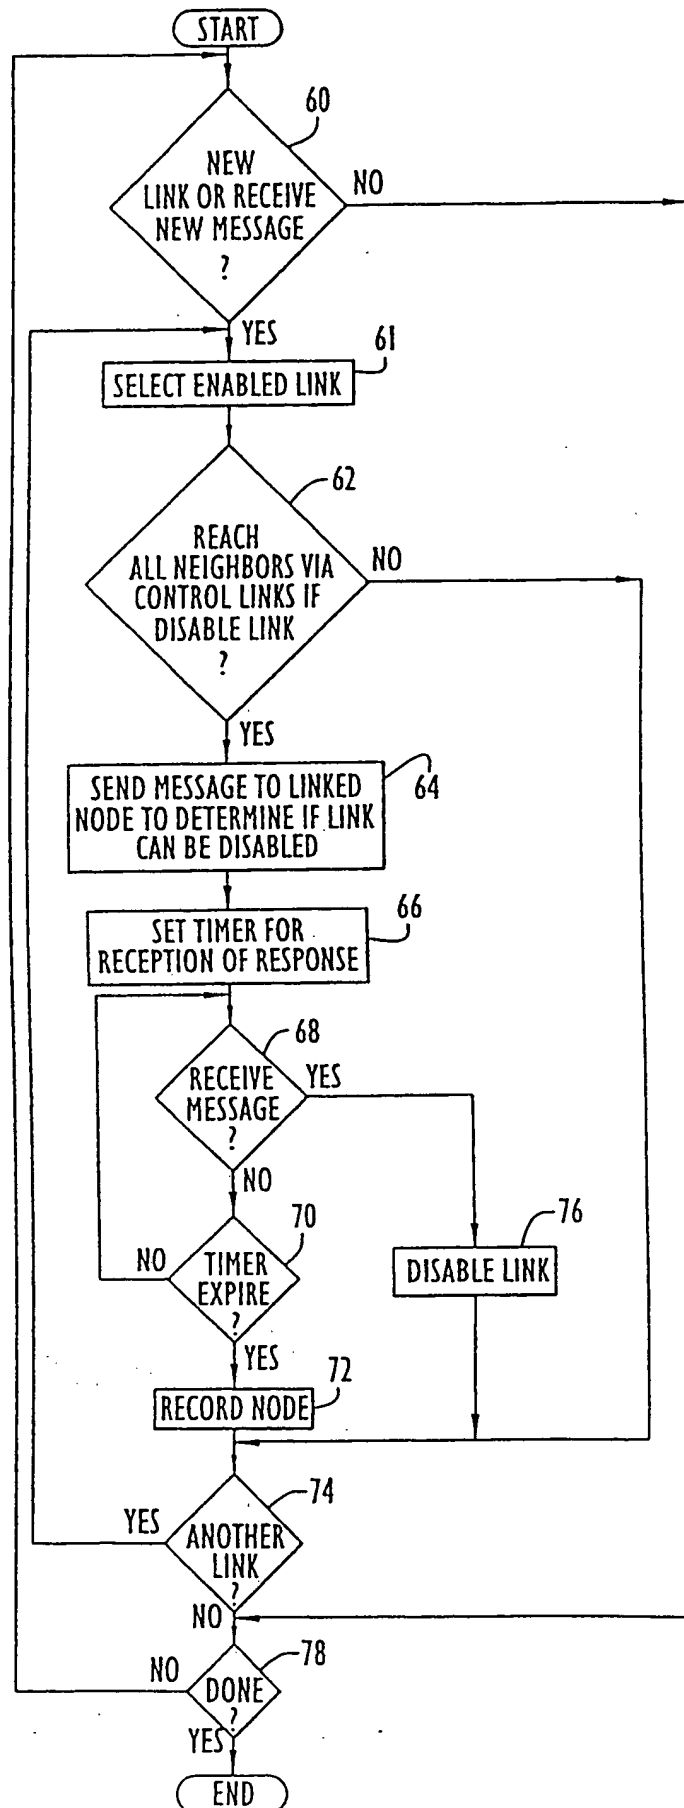 START
60
NEW
LINK OR RECEIVE
NEW MESSAGE
?
NO
YES
61
SELECT ENABLED LINK
62
REACH
ALL NEIGHBORS VIA
CONTROL LINKS IF
DISABLE LINK
?
NO
YES
SEND MESSAGE TO LINKED
NODE TO DETERMINE IF LINK
CAN BE DISABLED
64
66
SET TIMER FOR
RECEPTION OF RESPONSE
68
RECEIVE
MESSAGE
?
YES
NO
70
TIMER
EXPIRE
?
NO
YES
76
DISABLE LINK
72
RECORD NODE
74
YES
ANOTHER
LINK
?
NO
78
NO
DONE
?
YES
END